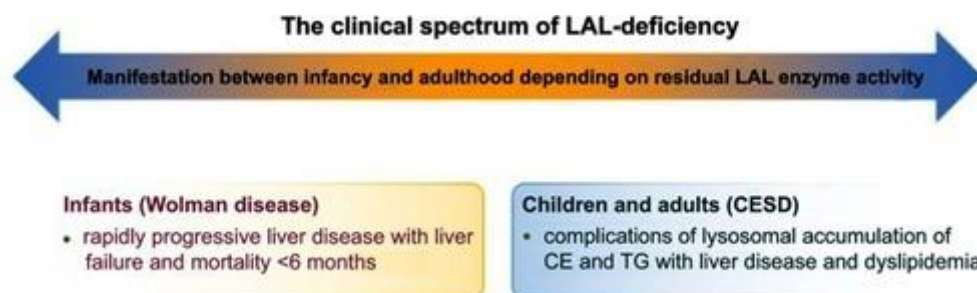 The clinical spectrum of LAL-deficiency
Manifestation between infancy and adulthood depending on residual LAL enzyme activity
Infants (Wolman disease)
• rapidly progressive liver disease with liver
failure and mortality <6 months
Children and adults (CESD)
• complications of lysosomal accumulation of
CE and TG with liver disease and dyslipidemia